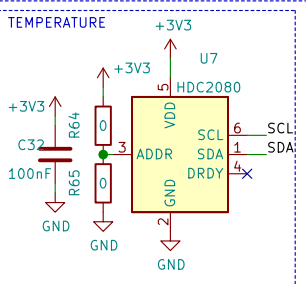 TEMPERATURE
+3V3
U7
+3V3
HDC2080
+3V3
5
VDD
R64
0
SCL
6
SCL
C32
3
ADDR
SDA
1
SDA
100nF
R65
0
DRDY
4
GND
2
GND
GND
GND